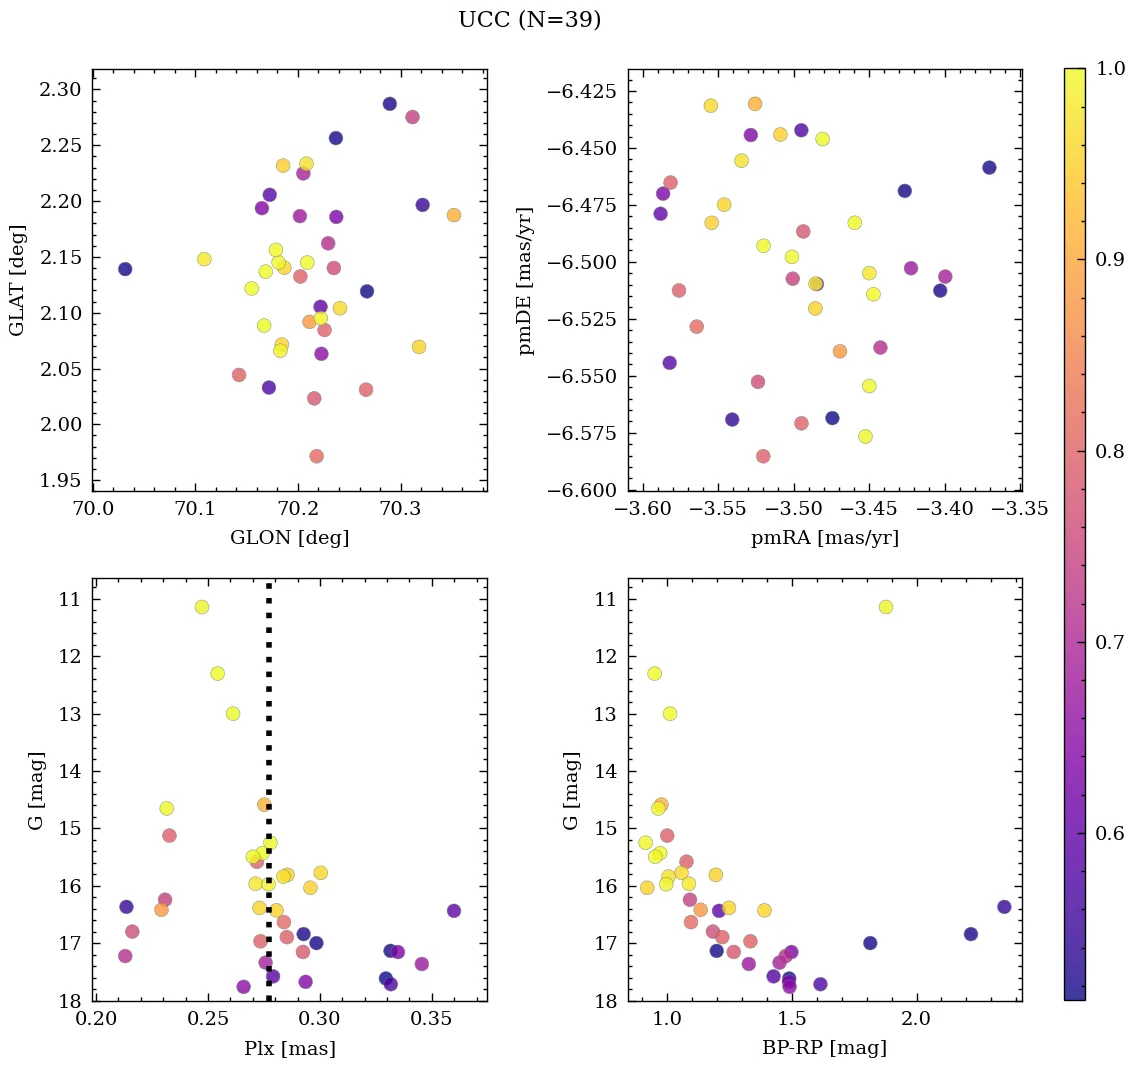 UCC (N=39)
2.30
2.25
2.20
2.15
2.10
2.05
2.00
1.95
GLAT [deg]
70.0 70.1 70.2 70.3
GLON [deg]
−6.425
−6.450
−6.475
−6.500
−6.525
−6.550
−6.575
−6.600
pmDE [mas/yr]
−3.60 −3.55 −3.50 −3.45 −3.40 −3.35
pmRA [mas/yr]
11
12
13
14
15
16
17
18
G [mag]
0.20 0.25 0.30 0.35
Plx [mas]
11
12
13
14
15
16
17
18
G [mag]
1.0 1.5 2.0
BP-RP [mag]
1.0
0.9
0.8
0.7
0.6